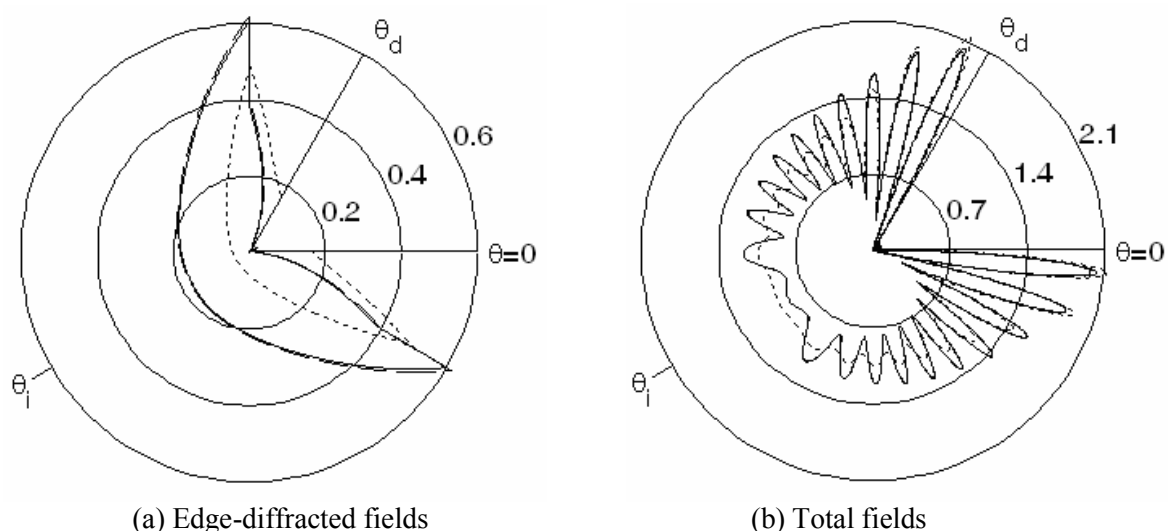 θd
0.6
0.4
0.2
θ=0
θi
(a) Edge-diffracted fields
θd
2.1
1.4
0.7
θ=0
θi
(b) Total fields